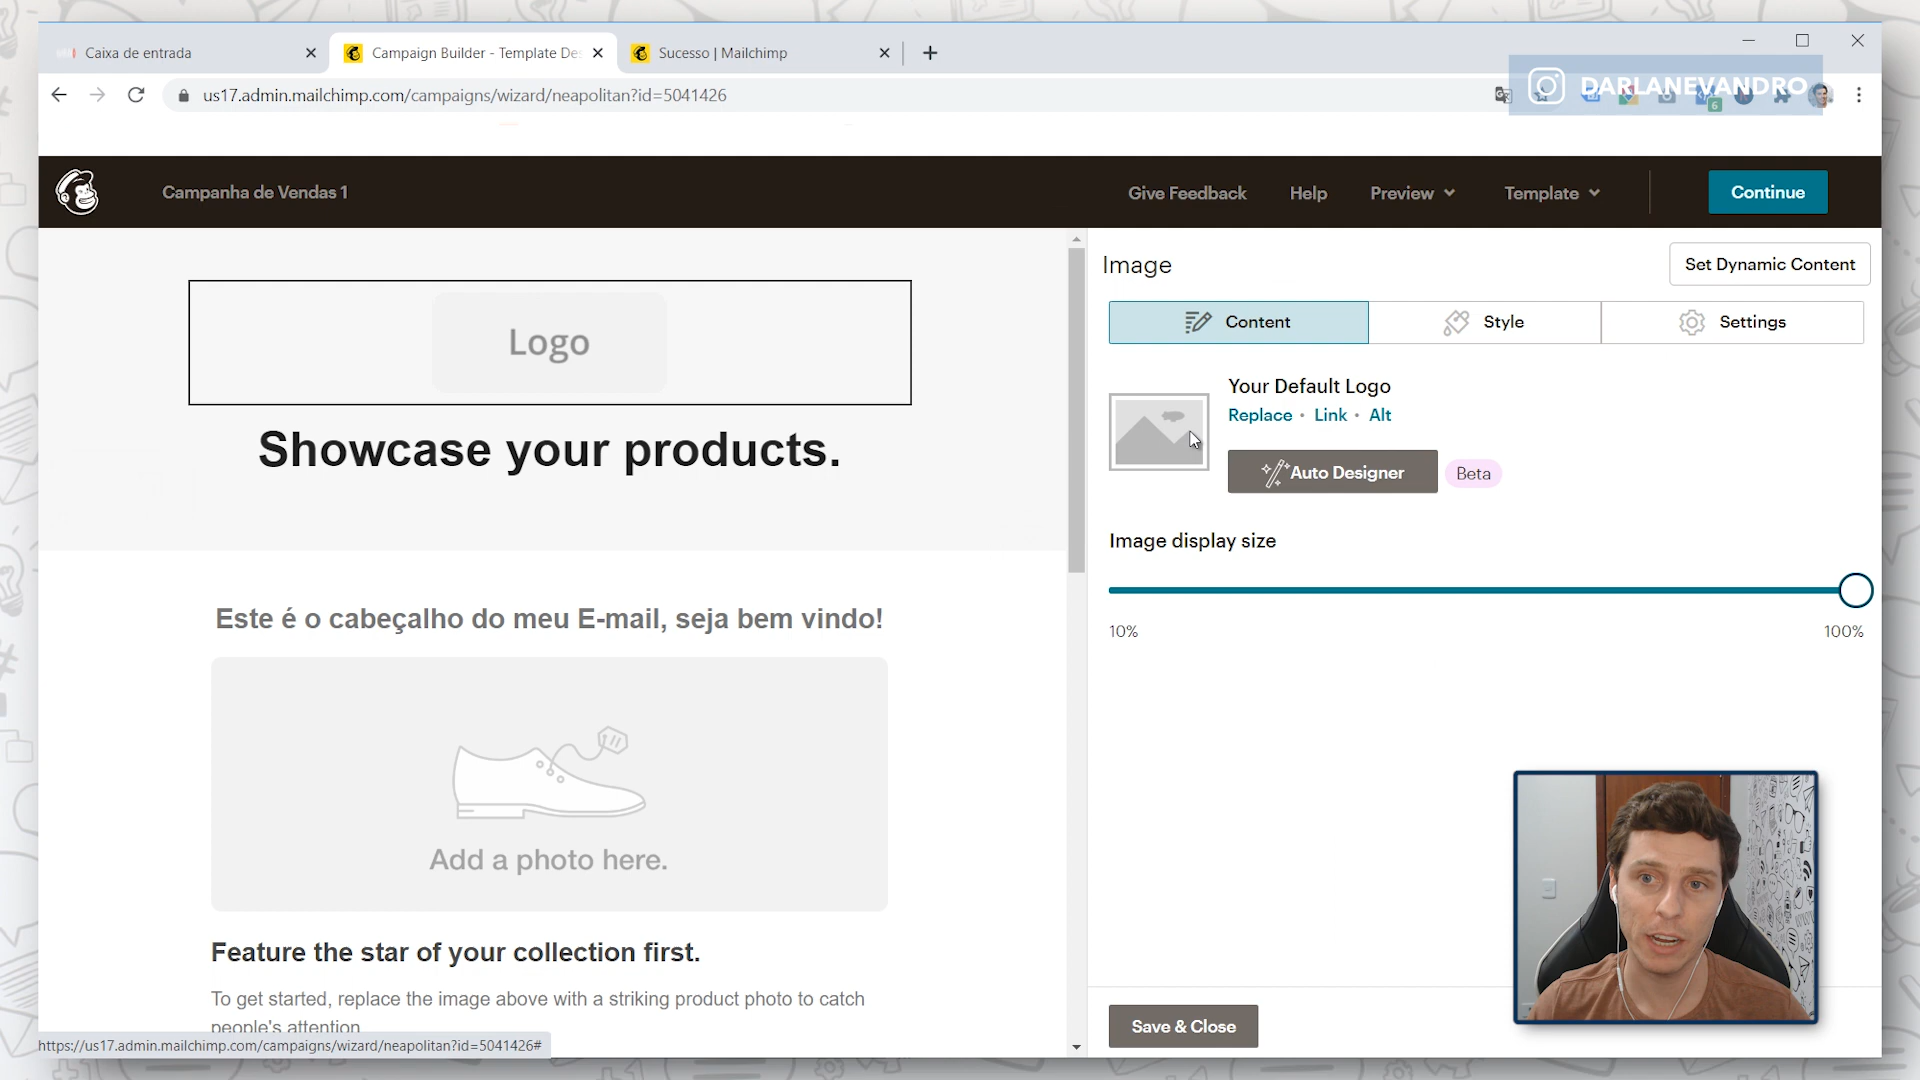 Caixa de entrada
Campaign Builder - Template De
Sucesso | Mailchimp
DARLANEVANDRO
us17.admin.mailchimp.com/campaigns/wizard/neapolitan?id=5041426
6
Campanha de Vendas 1
Give Feedback
Help
Preview
Template
Continue
Logo
Showcase your products.
Este é o cabeçalho do meu E-mail, seja bem vindo!
Add a photo here.
Feature the star of your collection first.
To get started, replace the image above with a striking product photo to catch
people's attention
https://us17.admin.mailchimp.com/campaigns/wizard/neapolitan?id=5041426#
Image
Set Dynamic Content
Content
Style
Settings
Your Default Logo
Replace • Link • Alt
Auto Designer
Beta
Image display size
10%
100%
Save & Close